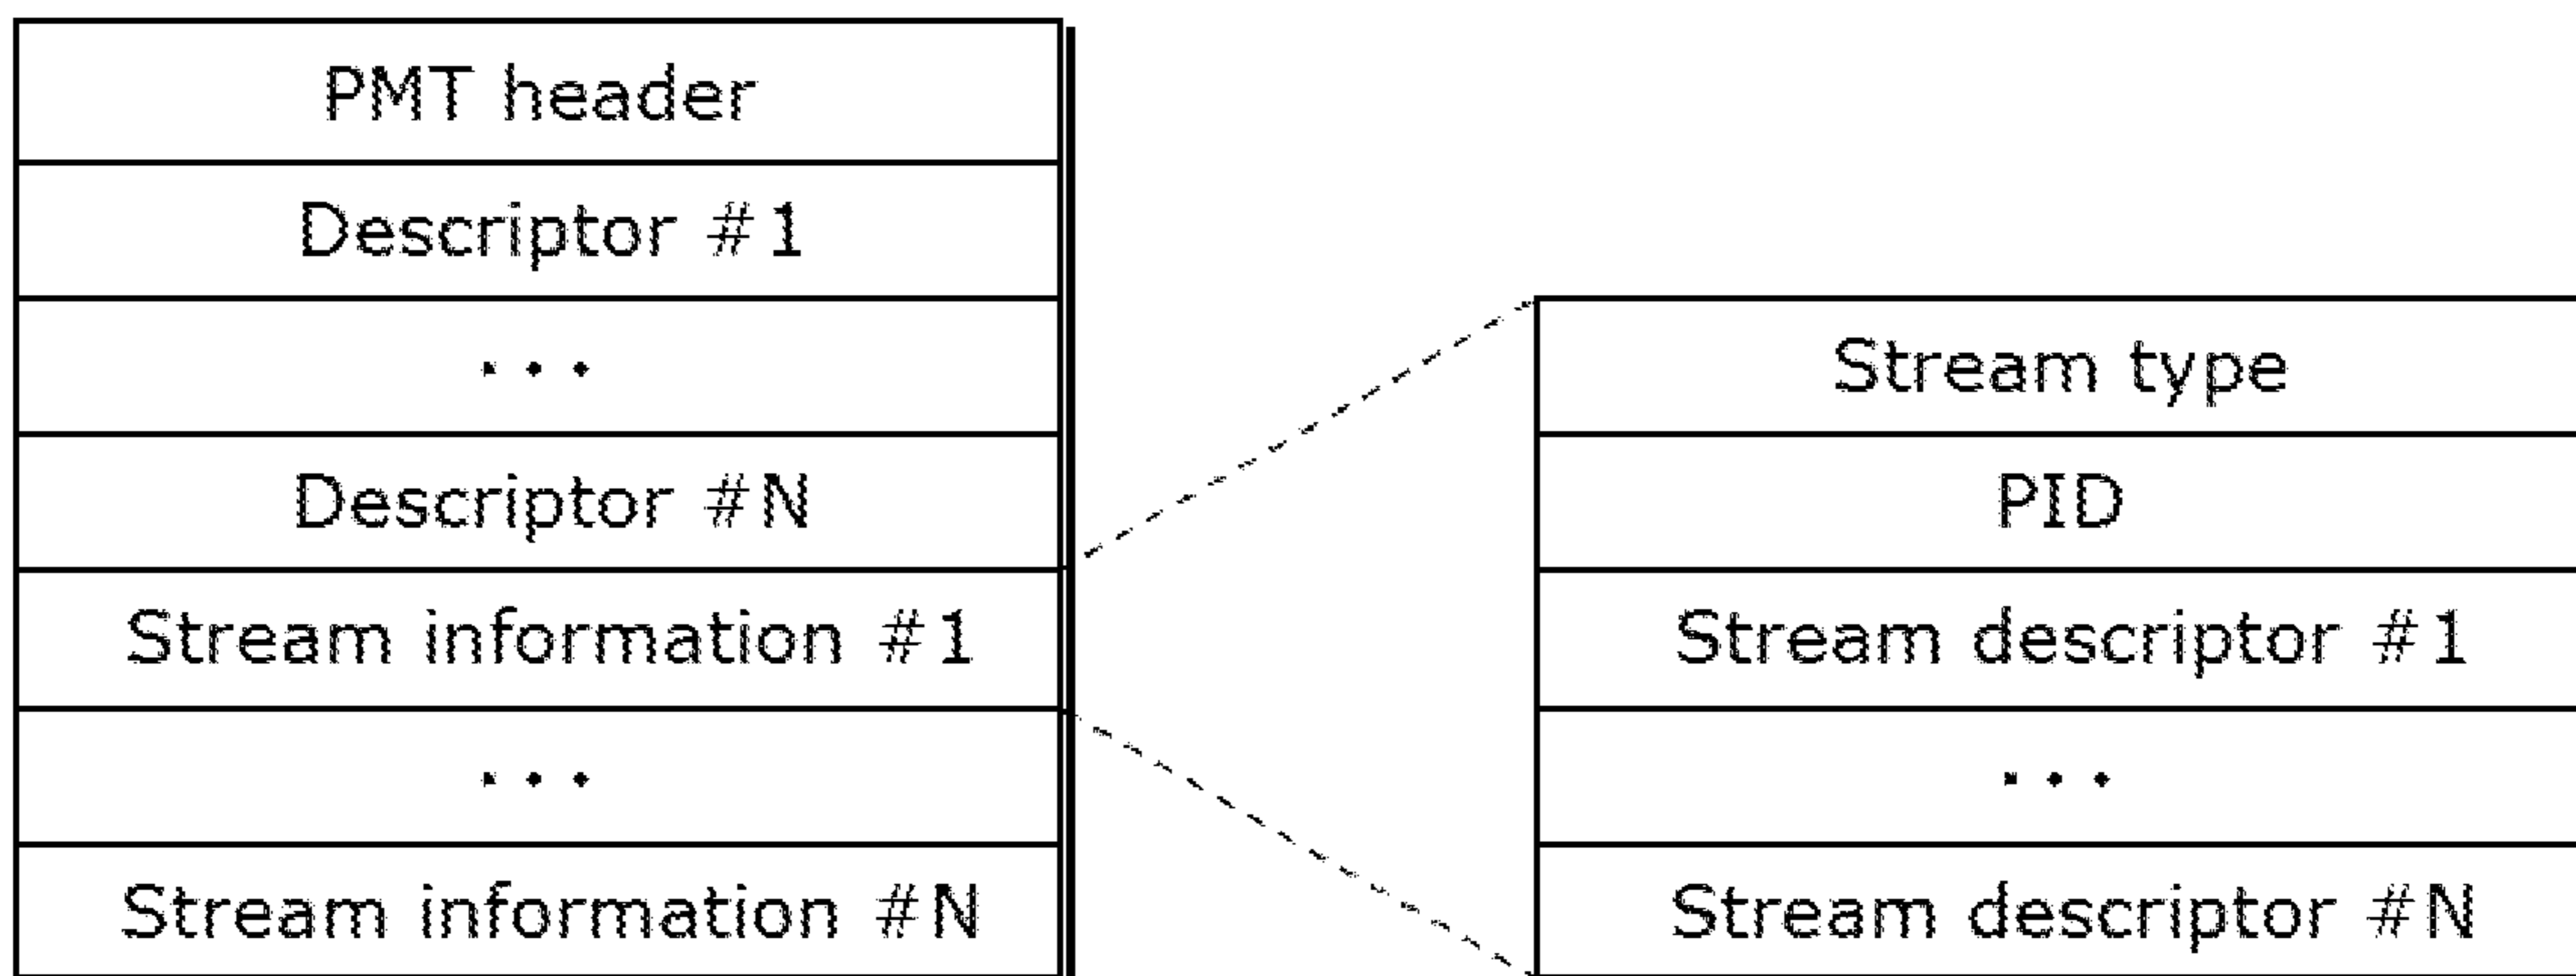 PMT header
Descriptor #1
...
Descriptor #N
Stream information #1
...
Stream information #N
Stream type
PID
Stream descriptor #1
...
Stream descriptor #N